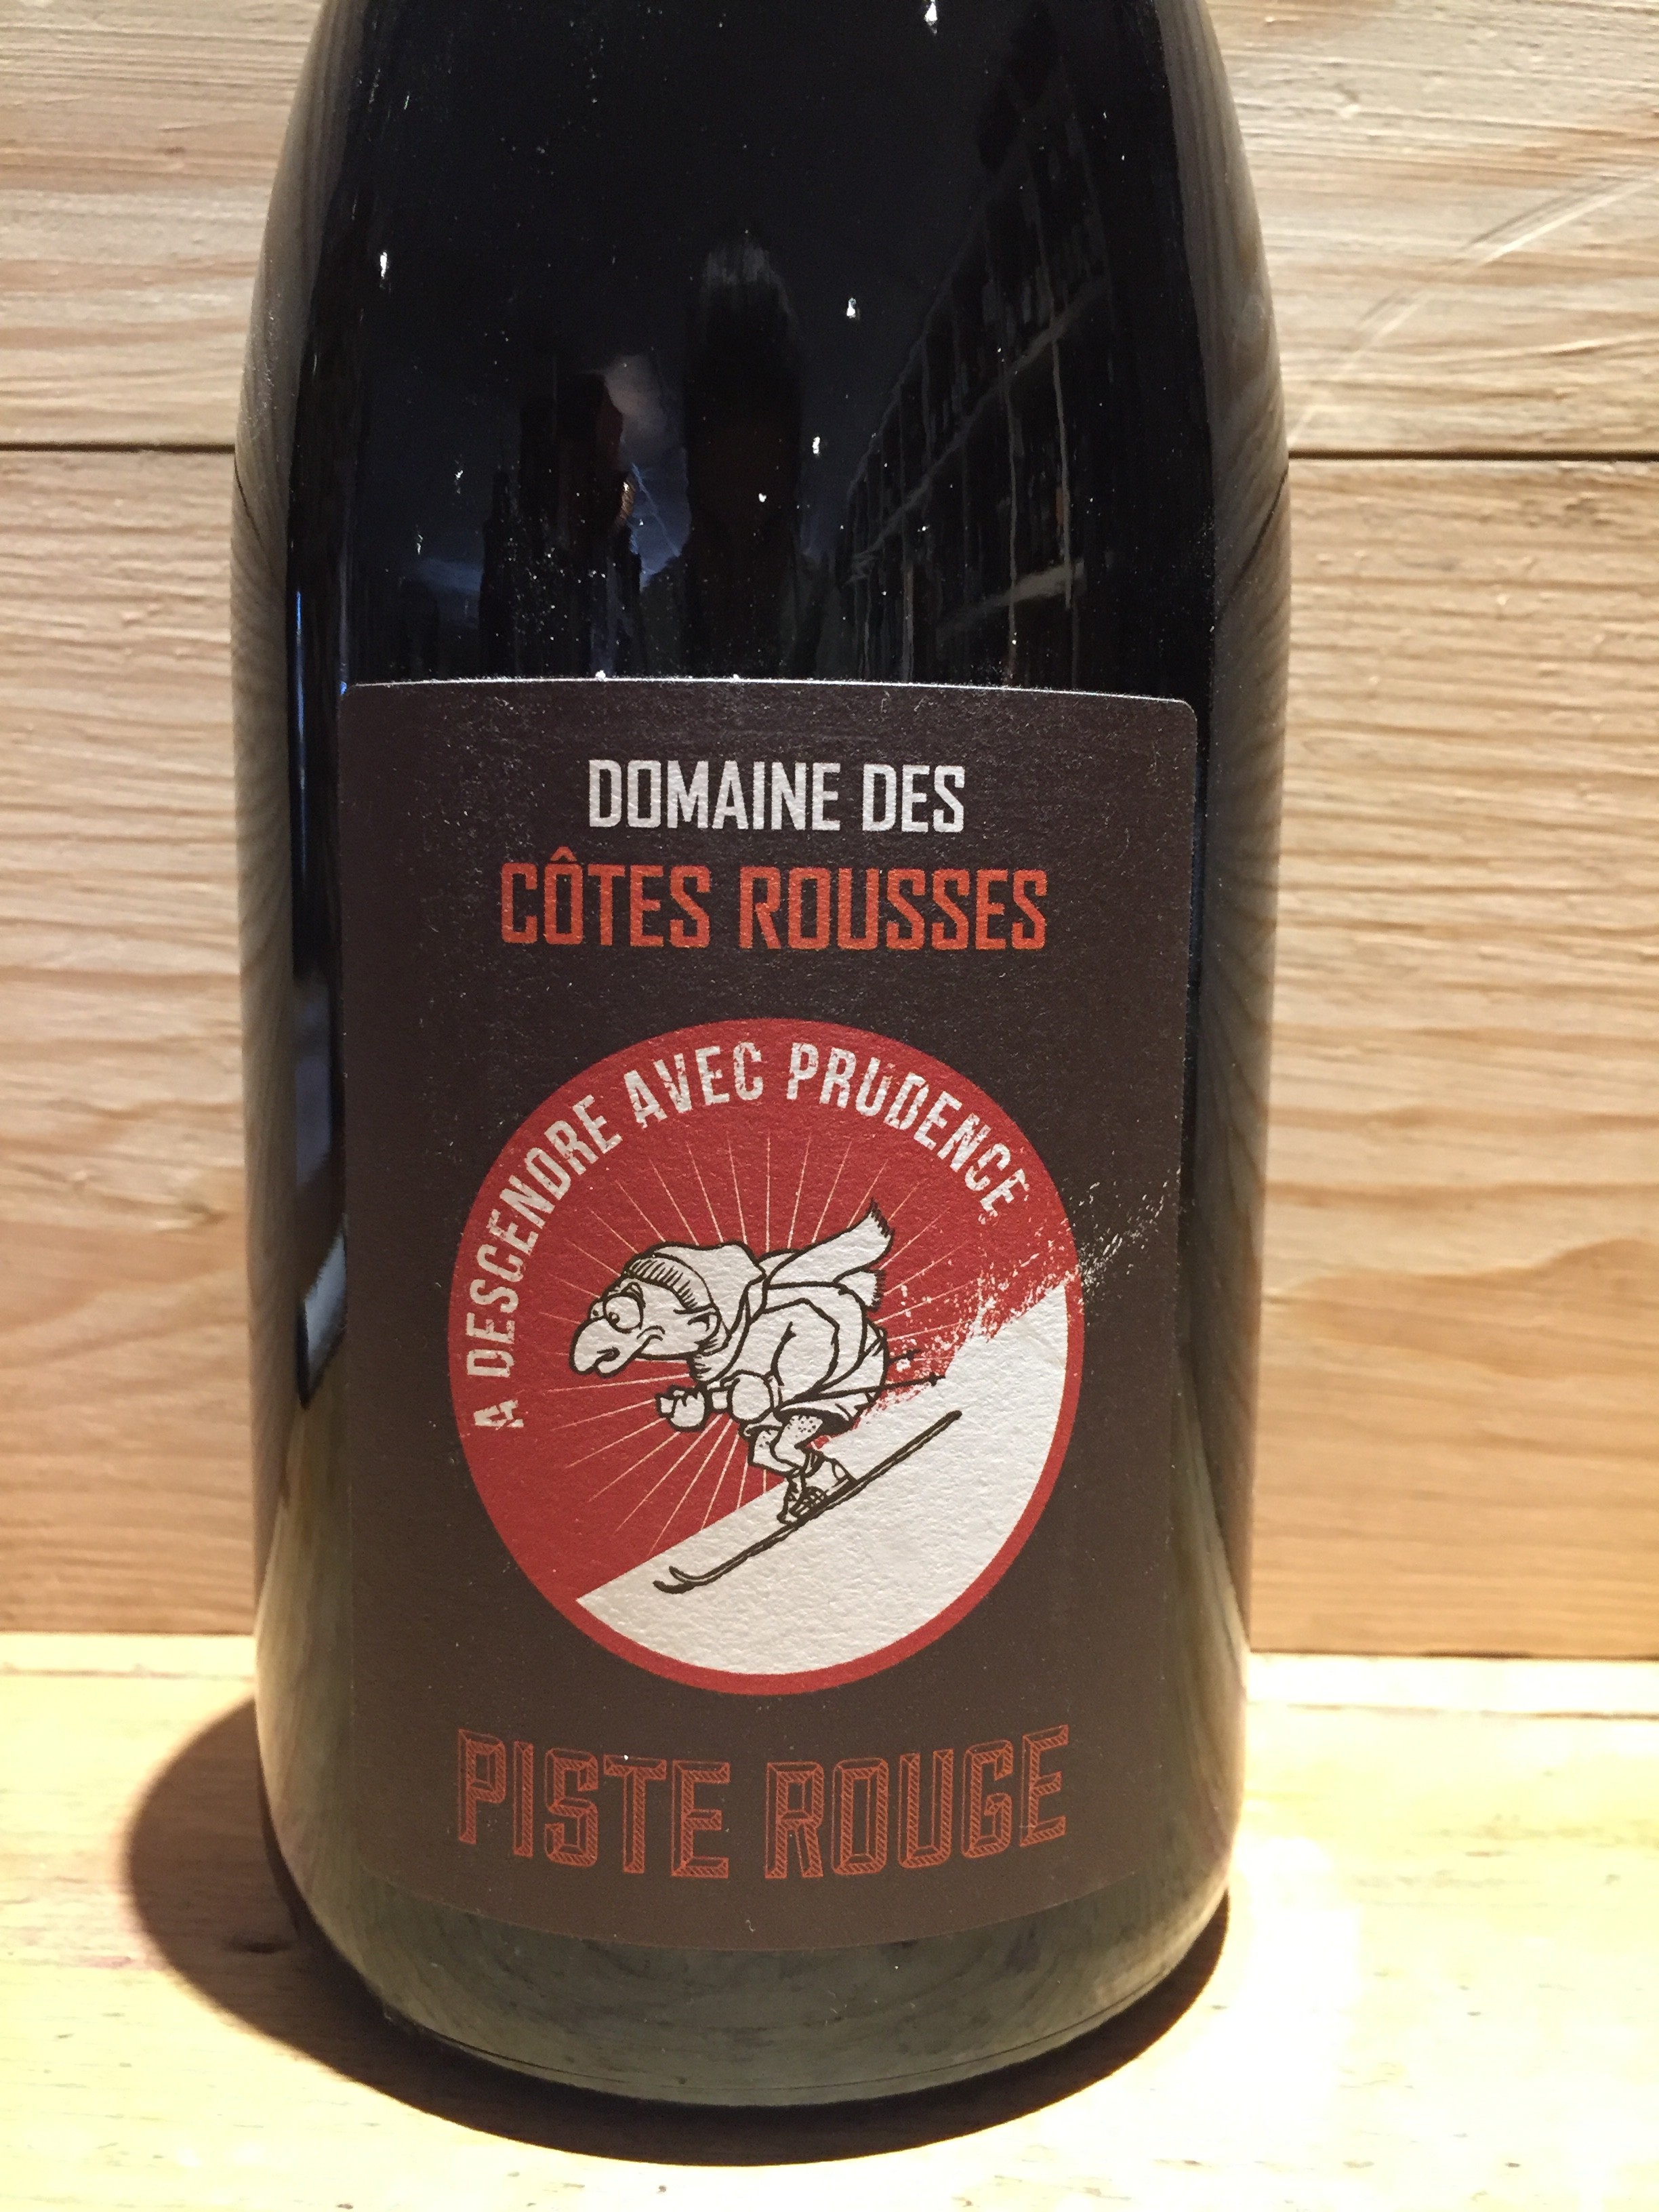 DOMAINE DES
CÔTES ROUSSES
A DESCENDRE AVEC PRUDENCE
PISTE ROUGE